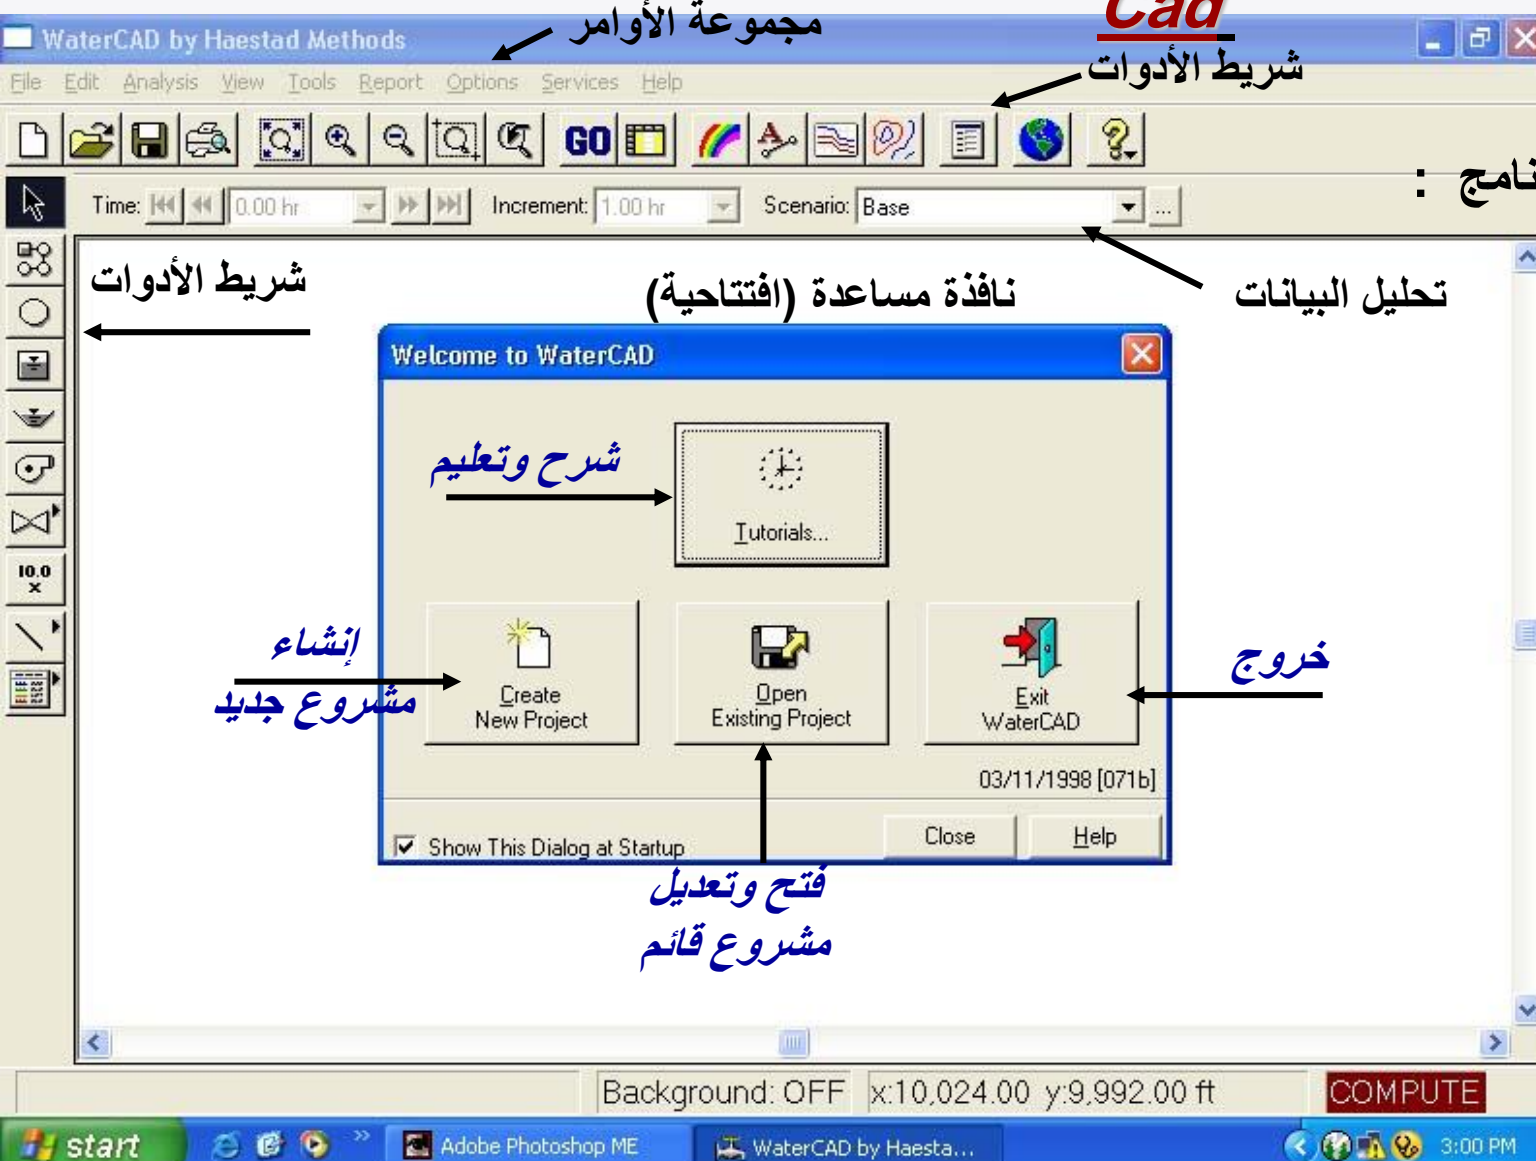 Cad
مجموعة الأوامر
WaterCAD by Haestad Methods
شريط الأدوات
File Edit Analysis View Tools Report Options Services Help
GO
نامج :
Time: 0.00 hr Increment: 1.00 hr Scenario: Base ...
شريط الأدوات
نافذة مساعدة (افتتاحية)
تحليل البيانات
Welcome to WaterCAD
شرح وتعليم
Tutorials...
10.0
x
إنشاء
مشروع جديد
Create
New Project
Open
Existing Project
Exit
WaterCAD
خروج
03/11/1998 [071b]
Show This Dialog at Startup
Close
Help
فتح وتعديل
مشروع قائم
Background: OFF x:10,024.00 y:9,992.00 ft COMPUTE
start Adobe Photoshop ME WaterCAD by Haesta... 3:00 PM